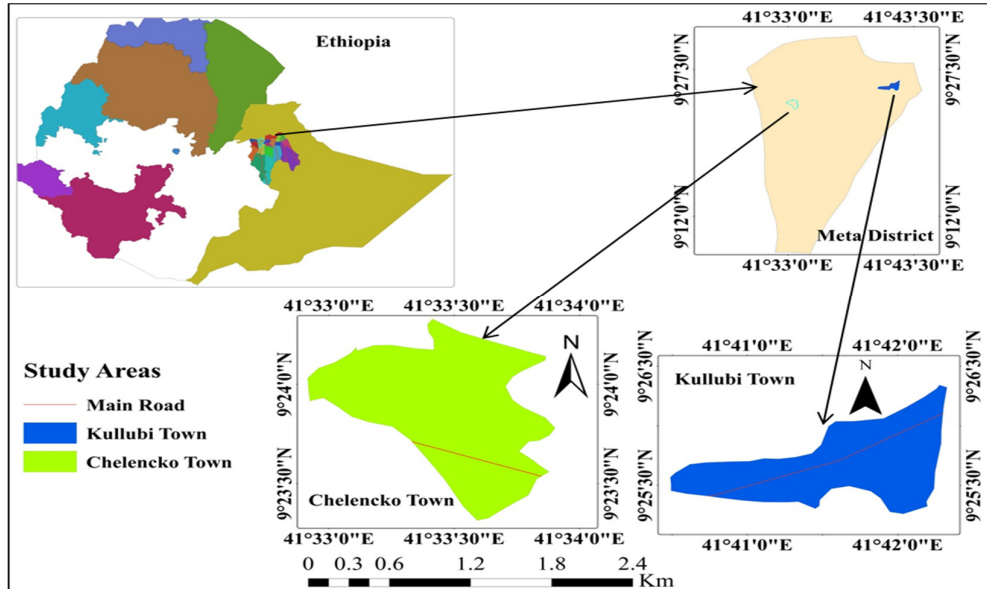 Ethiopia
41°33'0"E 41°43'30"E
9°27'30"N 9°27'30"N
9°12'0"N 9°12'0"N
Meta District
41°33'0"E 41°43'30"E
41°33'0"E 41°33'30"E 41°34'0"E
N
9°24'0"N 9°24'0"N
9°23'30"N 9°23'30"N
Chelencko Town
41°33'0"E 41°33'30"E 41°34'0"E
41°41'0"E 41°42'0"E
Kullubi Town
N
9°26'30"N 9°26'30"N
9°25'30"N 9°25'30"N
41°41'0"E 41°42'0"E
Study Areas
Main Road
Kullubi Town
Chelencko Town
0 0.3 0.6 1.2 1.8 2.4
Km